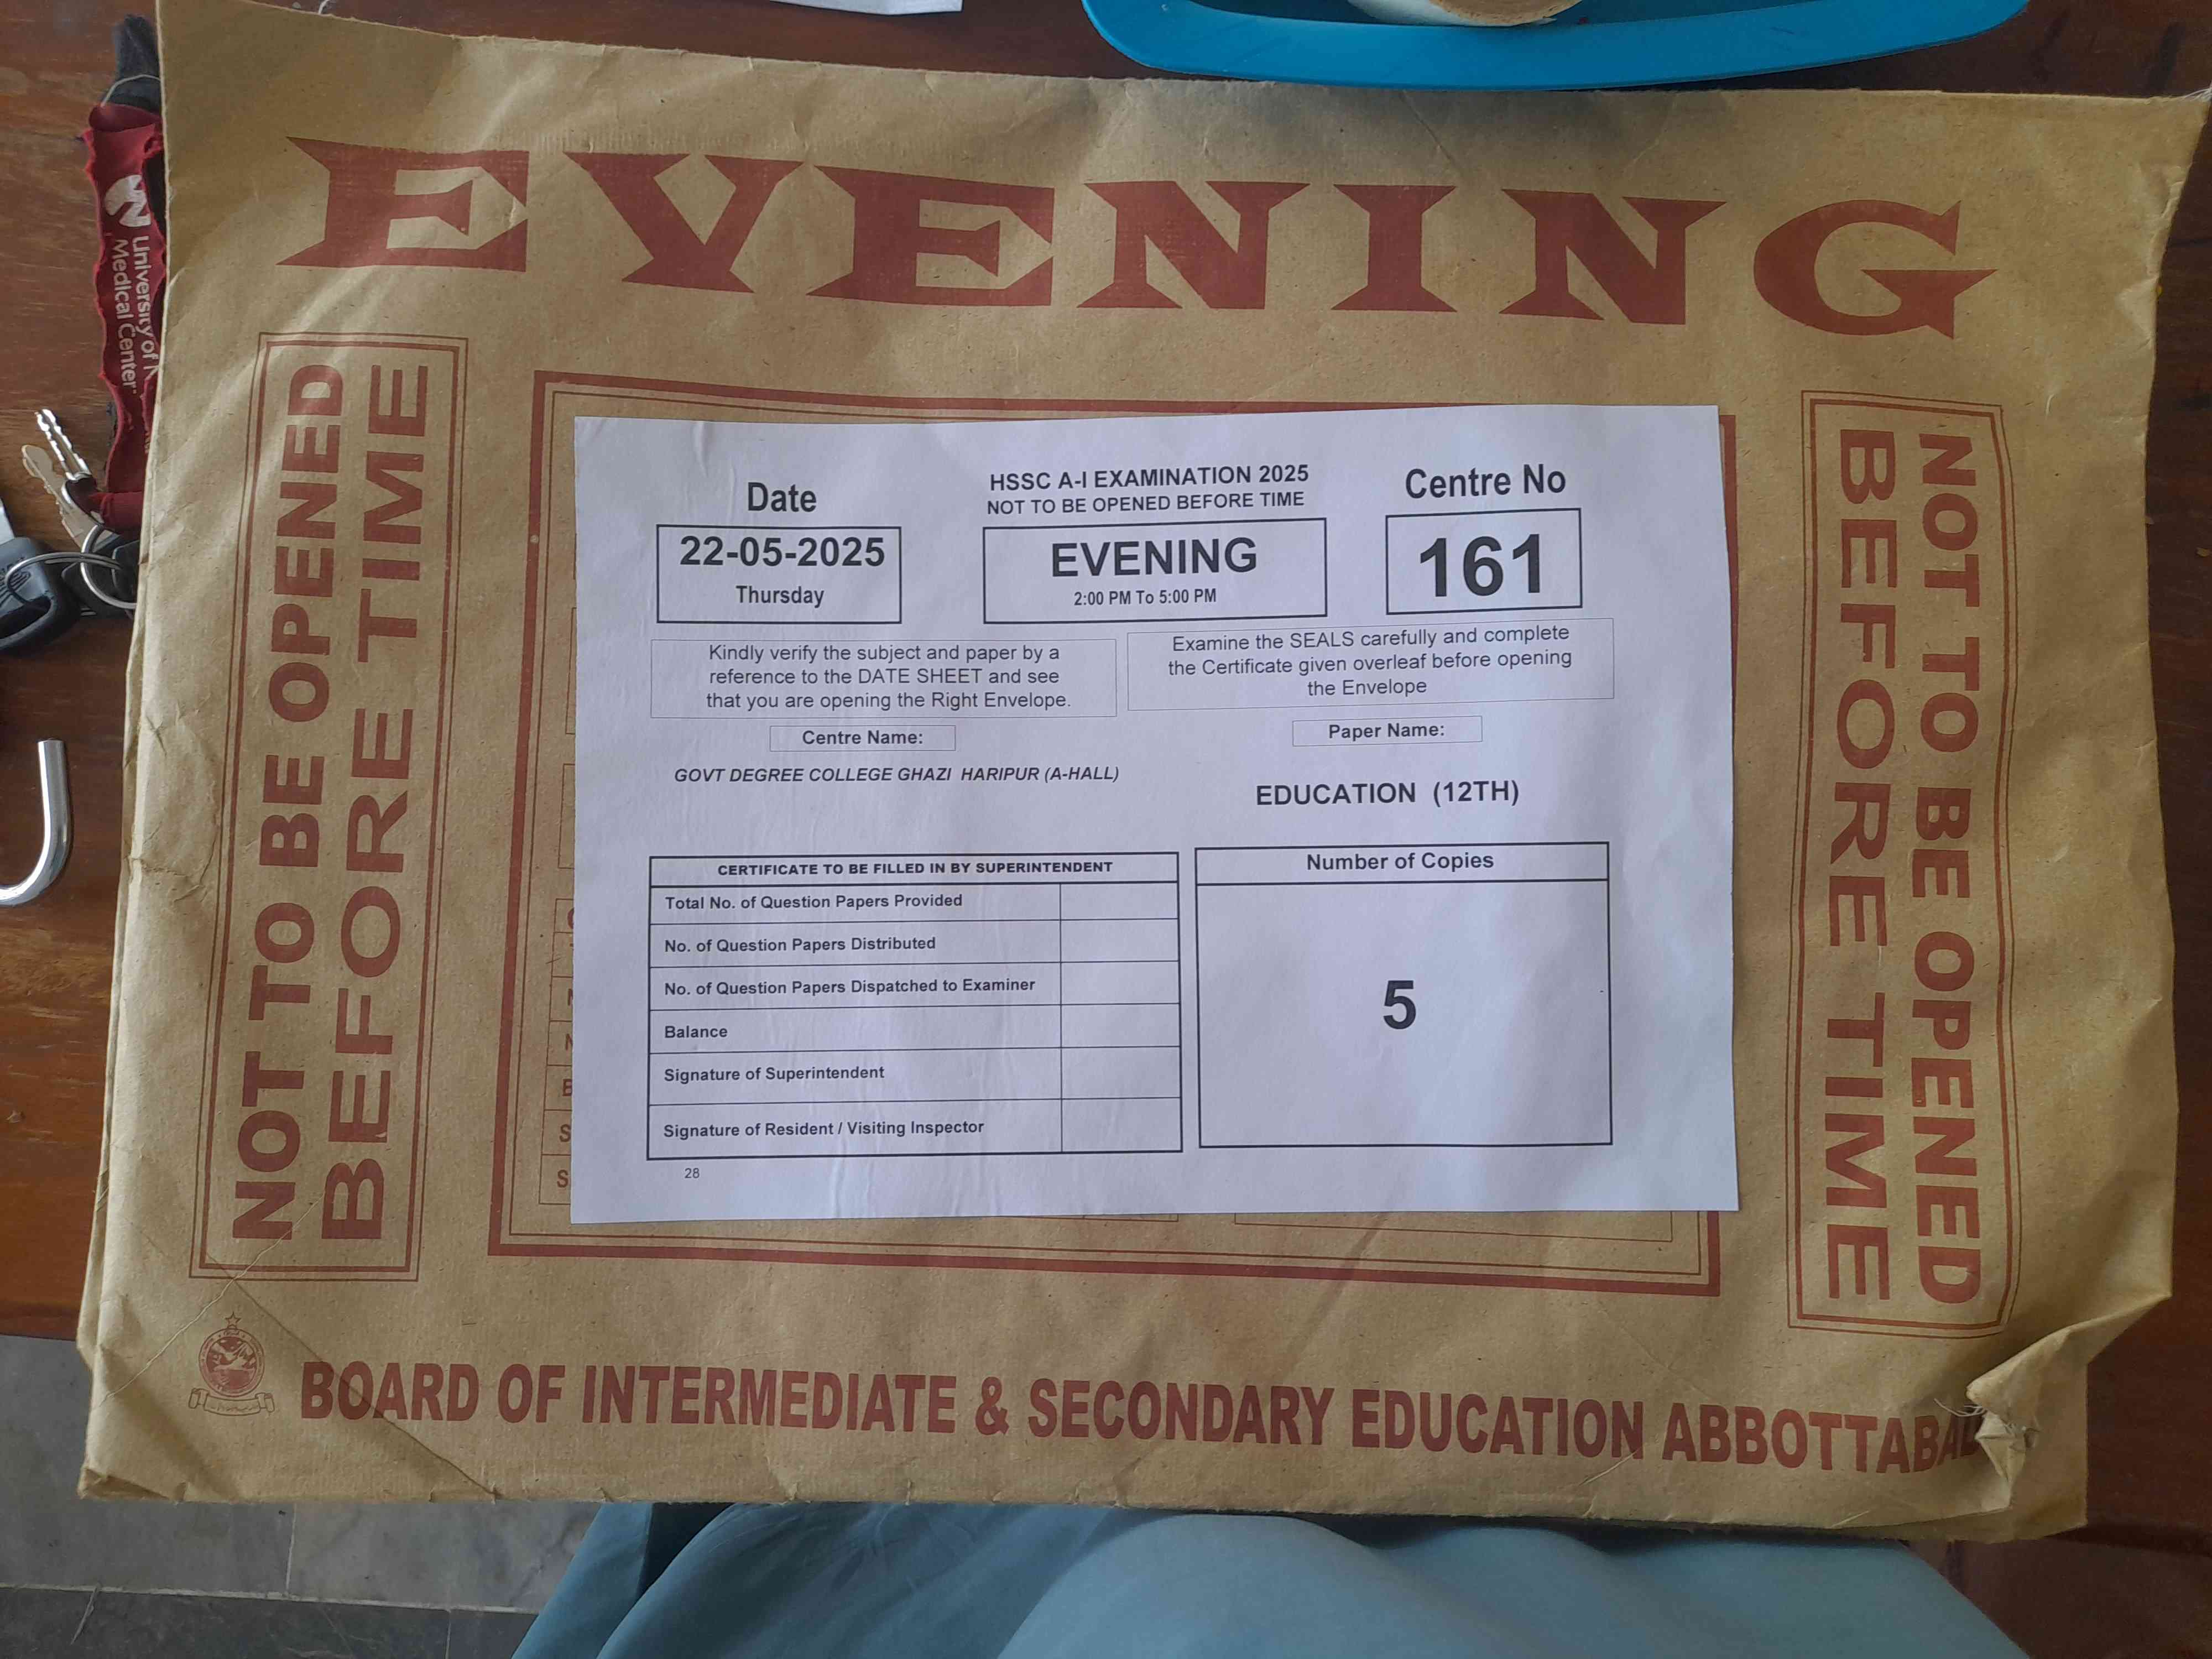 EVENING
NOT TO BE OPENED
BEFORE TIME
University of
Medical Center
Date
22-05-2025
Thursday
HSSC A-I EXAMINATION 2025
NOT TO BE OPENED BEFORE TIME
EVENING
2:00 PM To 5:00 PM
Centre No
161
Kindly verify the subject and paper by a
reference to the DATE SHEET and see
that you are opening the Right Envelope.
Examine the SEALS carefully and complete
the Certificate given overleaf before opening
the Envelope
Centre Name:
GOVT DEGREE COLLEGE GHAZI HARIPUR (A-HALL)
Paper Name:
EDUCATION (12TH)
CERTIFICATE TO BE FILLED IN BY SUPERINTENDENT
Total No. of Question Papers Provided
No. of Question Papers Distributed
No. of Question Papers Dispatched to Examiner
Balance
Signature of Superintendent
Signature of Resident / Visiting Inspector
Number of Copies
5
28
NOT TO BE OPENED
BEFORE TIME
BOARD OF INTERMEDIATE & SECONDARY EDUCATION ABBOTTABAD